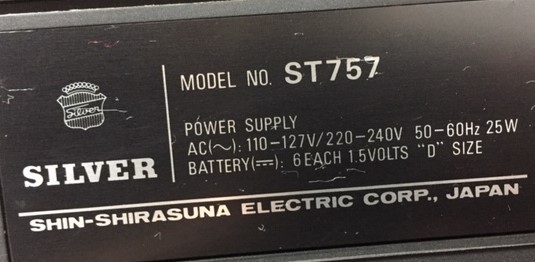 MODEL NO. ST757
Silver
SILVER
POWER SUPPLY
AC(∼): 110–127V/220–240V 50–60Hz 25W
BATTERY(⎓): 6 EACH 1.5VOLTS "D" SIZE
SHIN-SHIRASUNA ELECTRIC CORP., JAPAN